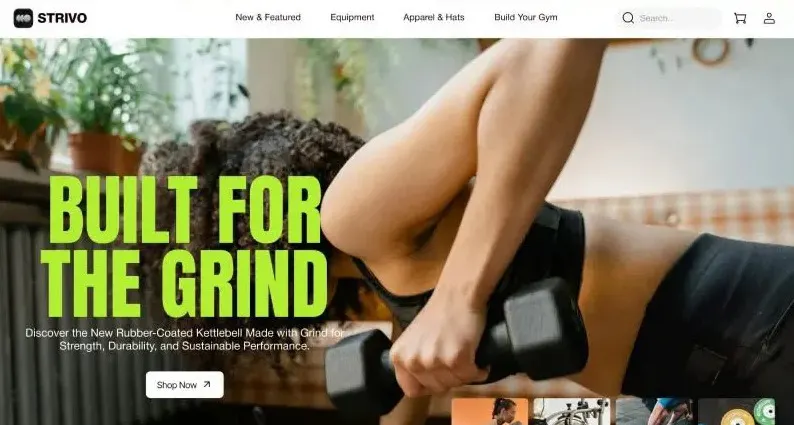 STRIVO
New & Featured
Equipment
Apparel & Hats
Build Your Gym
Search...
BUILT FOR
THE GRIND
Discover the New Rubber-Coated Kettlebell Made with Grind for
Strength, Durability, and Sustainable Performance.
Shop Now